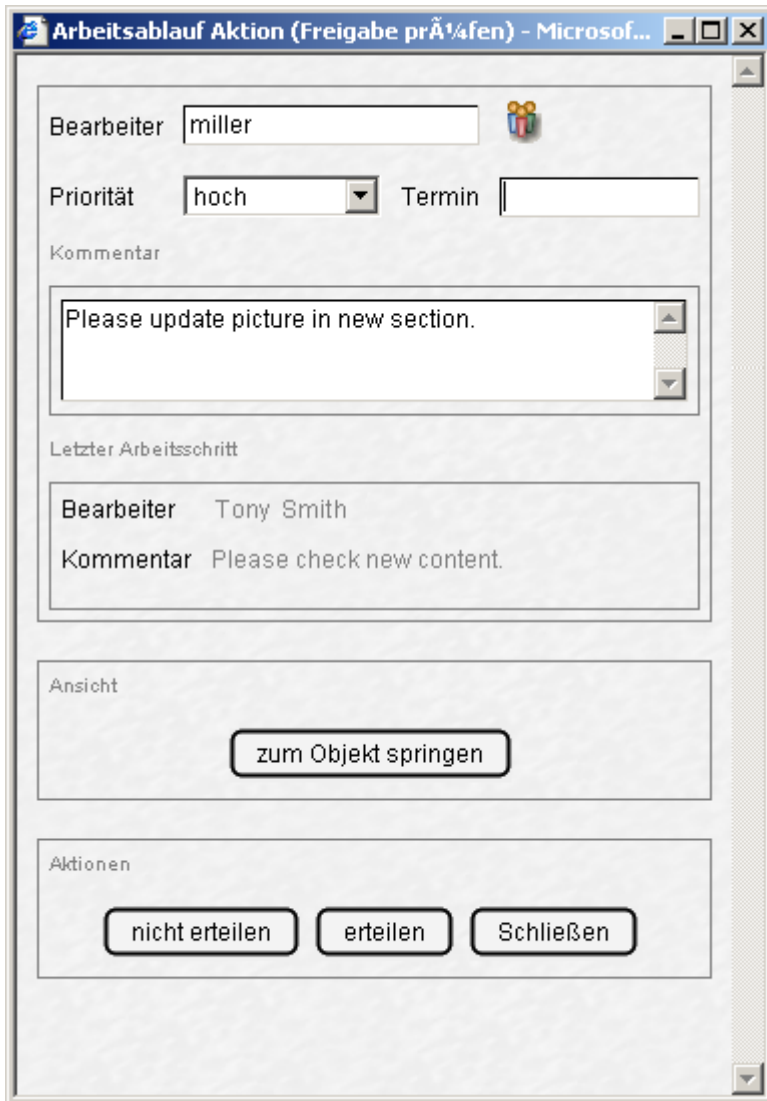 Arbeitsablauf Aktion (Freigabe prÃ¼fen) - Microsof...
Bearbeiter miller
Priorität hoch Termin
Kommentar
Please update picture in new section.
Letzter Arbeitsschritt
Bearbeiter Tony Smith
Kommentar Please check new content.
Ansicht
zum Objekt springen
Aktionen
nicht erteilen erteilen Schließen